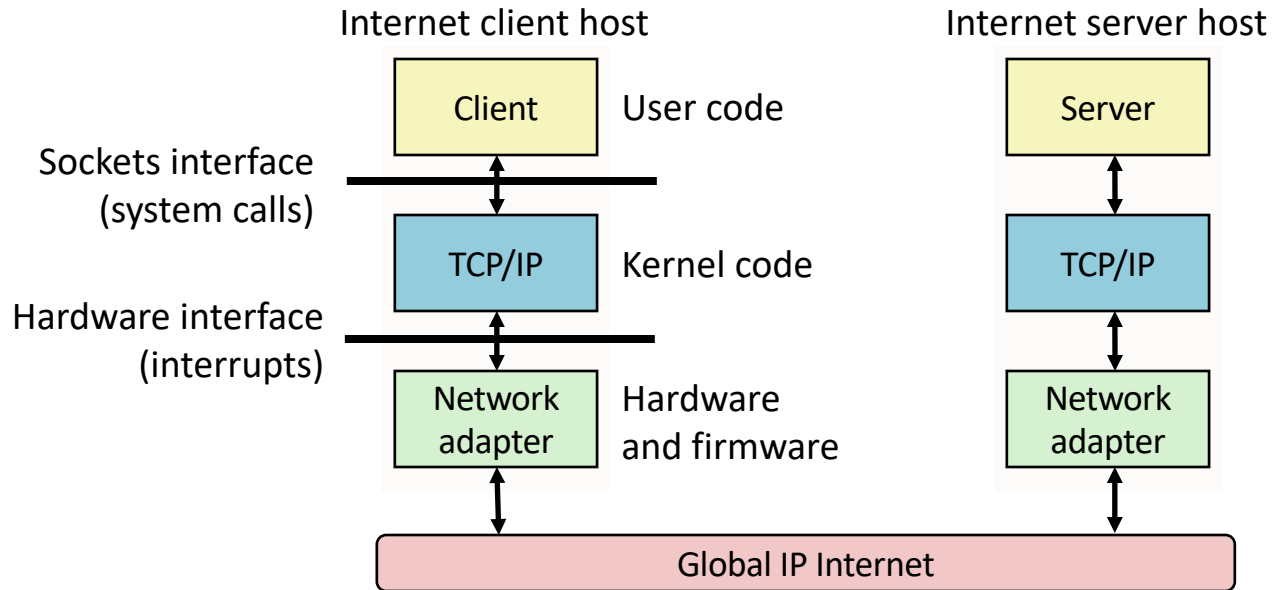 Internet client host
Internet server host
Client
User code
Server
Sockets interface
(system calls)
TCP/IP
Kernel code
TCP/IP
Hardware interface
(interrupts)
Network
adapter
Hardware
and firmware
Network
adapter
Global IP Internet